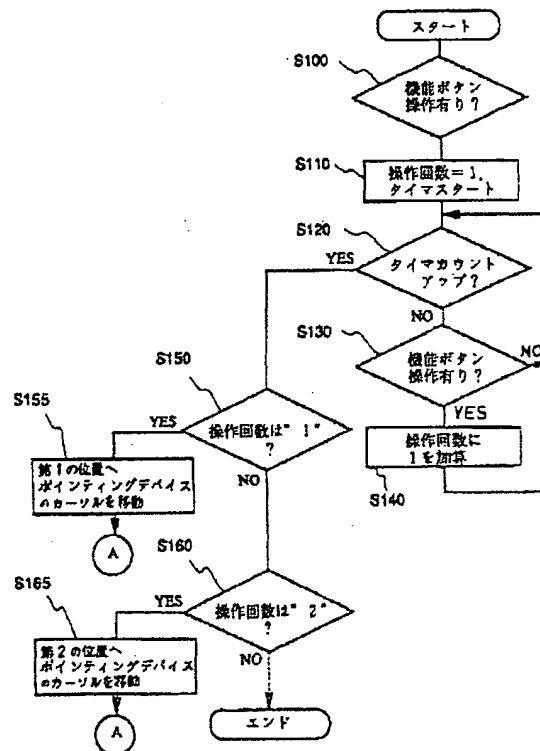 スタート
S100
機能ボタン
操作有り?
S110
操作回数=1,
タイマスタート
S120
タイマカウント
アップ?
YES
NO
S130
機能ボタン
操作有り?
NO
YES
操作回数に
1を加算
S140
S150
操作回数は"1"
?
YES
NO
S155
第1の位置へ
ポインティングデバイス
のカーソルを移動
A
S160
操作回数は"2"
?
YES
NO
S165
第2の位置へ
ポインティングデバイス
のカーソルを移動
A
エンド